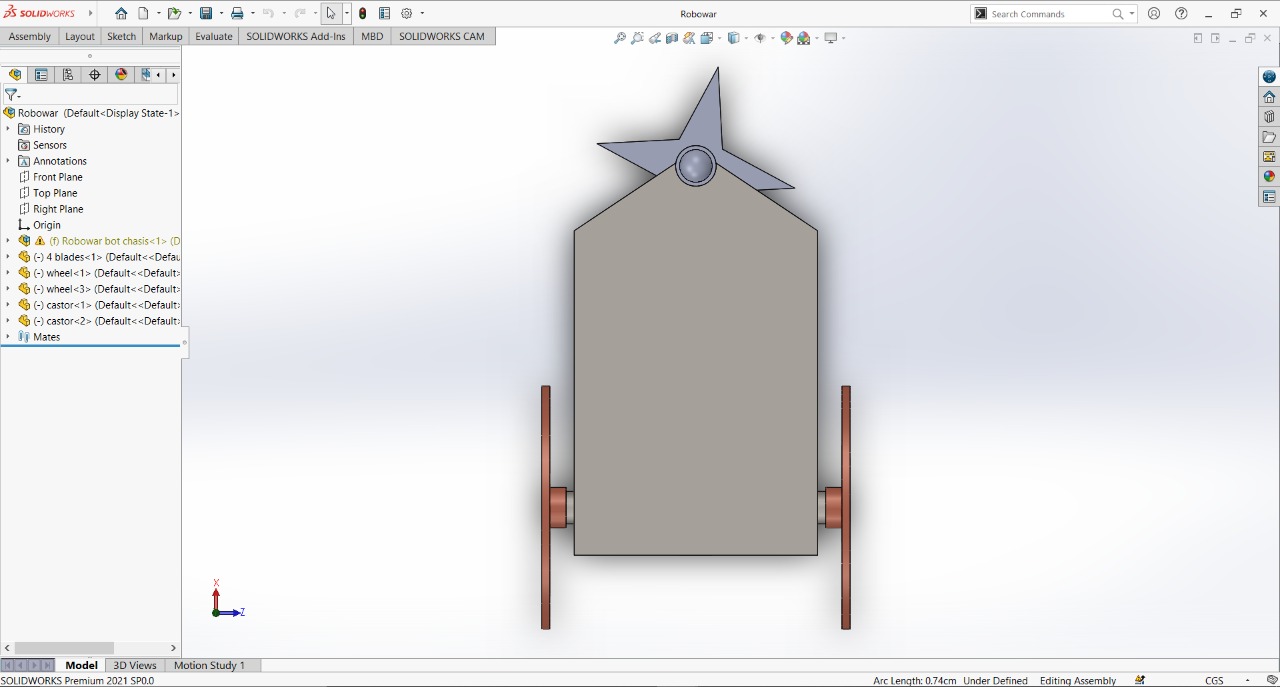 SOLIDWORKS
Robowar
Search Commands
Assembly Layout Sketch Markup Evaluate SOLIDWORKS Add-Ins MBD SOLIDWORKS CAM
Robowar (Default<Display State-1>
History
Sensors
Annotations
Front Plane
Top Plane
Right Plane
Origin
(f) Robowar bot chasis<1> (D
(-) 4 blades<1> (Default<<Defau
(-) wheel<1> (Default<<Default>
(-) wheel<3> (Default<<Default>
(-) castor<1> (Default<<Default>
(-) castor<2> (Default<<Default>
Mates
X
Z
Model 3D Views Motion Study 1
SOLIDWORKS Premium 2021 SP0.0 Arc Length: 0.74cm Under Defined Editing Assembly CGS